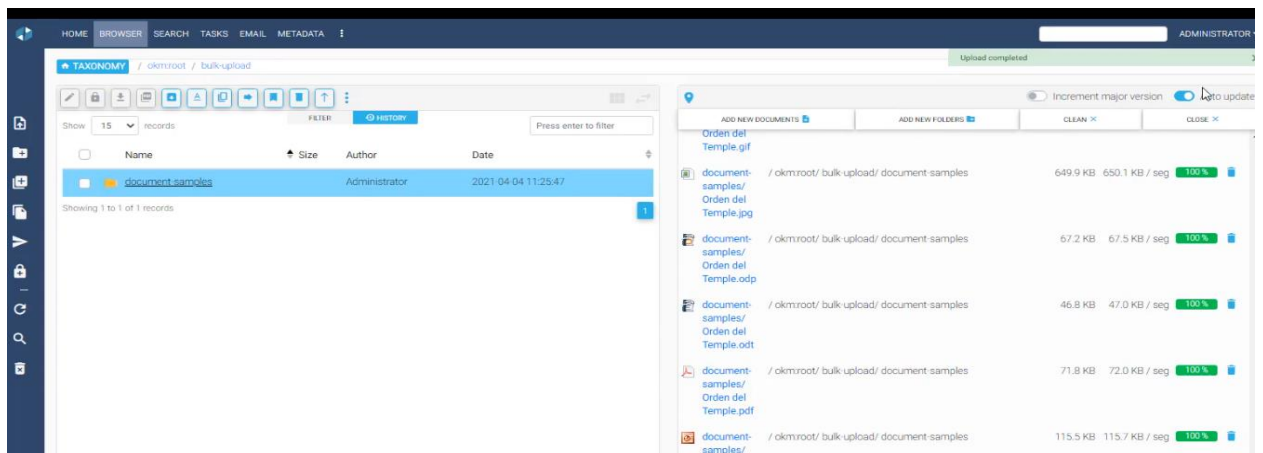 HOME BROWSER SEARCH TASKS EMAIL METADATA
ADMINISTRATOR
TAXONOMY / okm:root / bulk-upload
Upload completed
Increment major version
Auto update
Show 15 records
FILTER
HISTORY
Press enter to filter
ADD NEW DOCUMENTS
ADD NEW FOLDERS
CLEAN ×
CLOSE ×
Name Size Author Date
document-samples Administrator 2021-04-04 11:25:47
Showing 1 to 1 of 1 records
1
Orden del
Temple.gif
document- / okm:root/ bulk-upload/ document-samples 649.9 KB 650.1 KB / seg 100 %
samples/
Orden del
Temple.jpg
document- / okm:root/ bulk-upload/ document-samples 67.2 KB 67.5 KB / seg 100 %
samples/
Orden del
Temple.odp
document- / okm:root/ bulk-upload/ document-samples 46.8 KB 47.0 KB / seg 100 %
samples/
Orden del
Temple.odt
document- / okm:root/ bulk-upload/ document-samples 71.8 KB 72.0 KB / seg 100 %
samples/
Orden del
Temple.pdf
document- / okm:root/ bulk-upload/ document-samples 115.5 KB 115.7 KB / seg 100 %
samples/